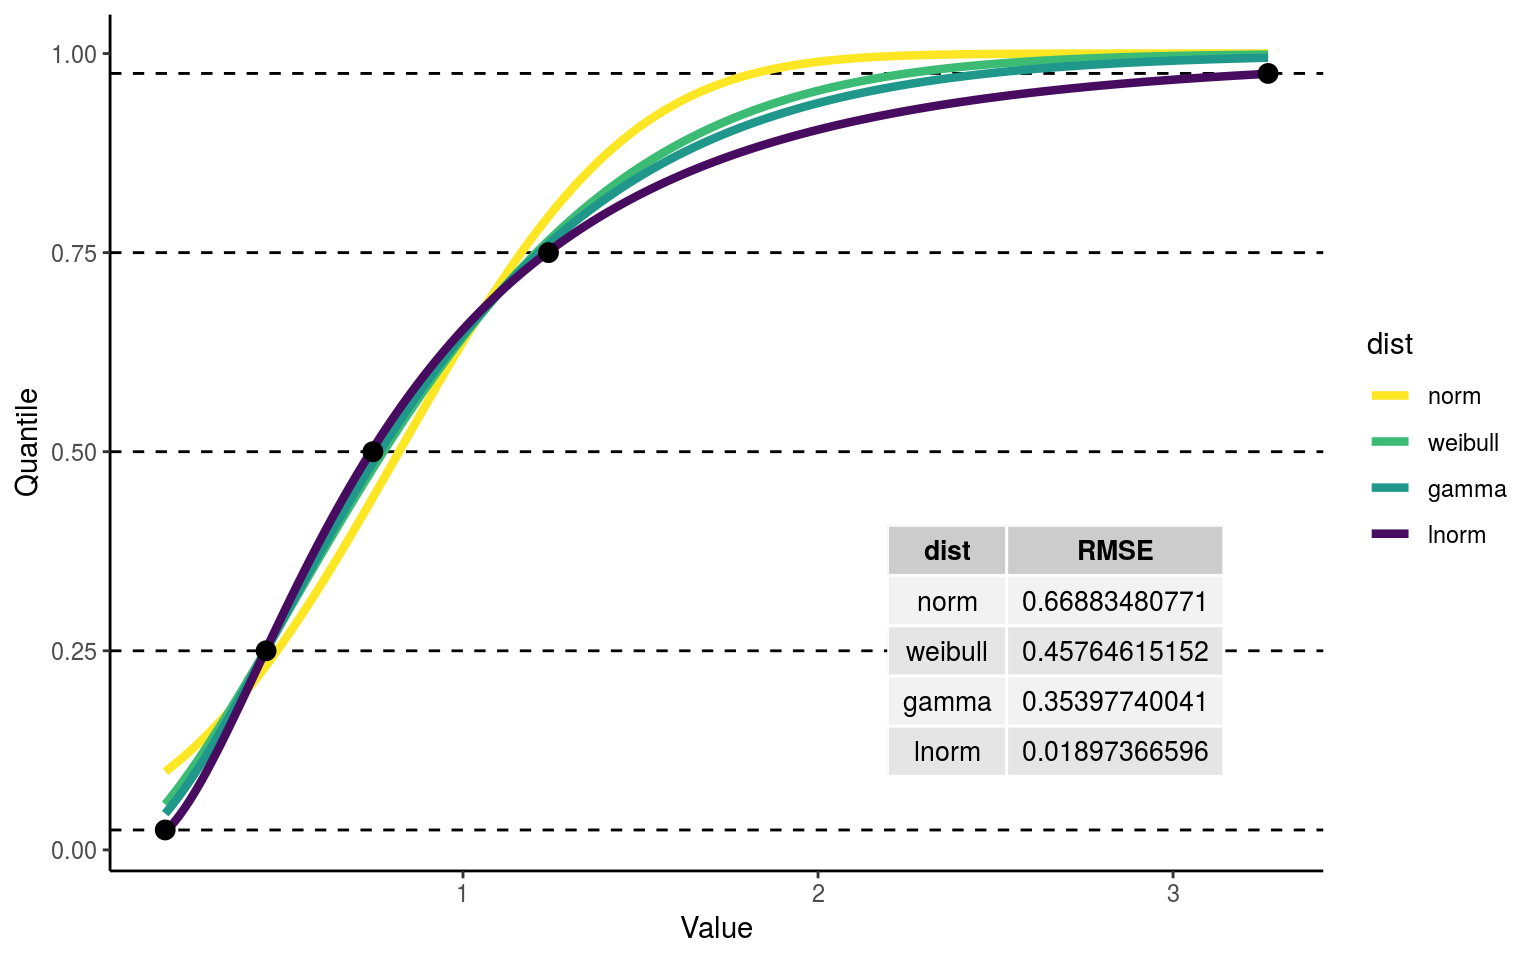 1.00
0.75
0.50
0.25
0.00
Quantile
1 2 3
Value
dist RMSE
norm 0.66883480771
weibull 0.45764615152
gamma 0.35397740041
lnorm 0.01897366596
dist
norm
weibull
gamma
lnorm